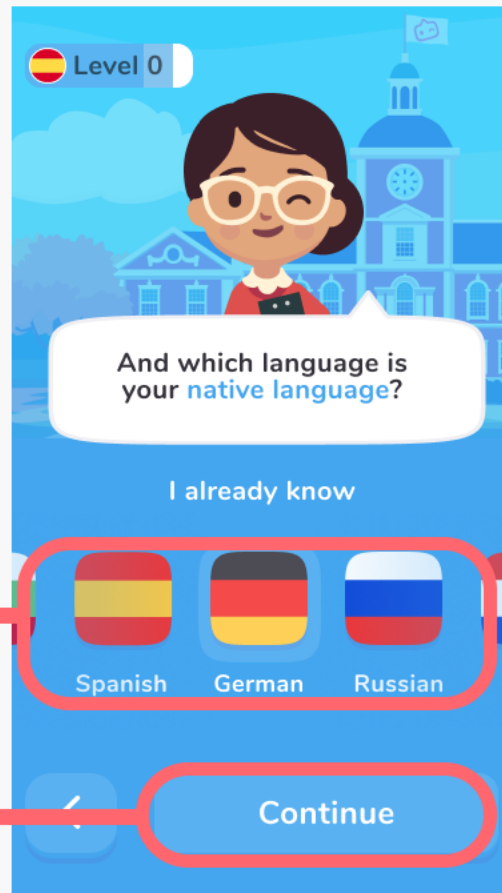 Level 0
And which language is
your native language?
I already know
Spanish German Russian
Continue